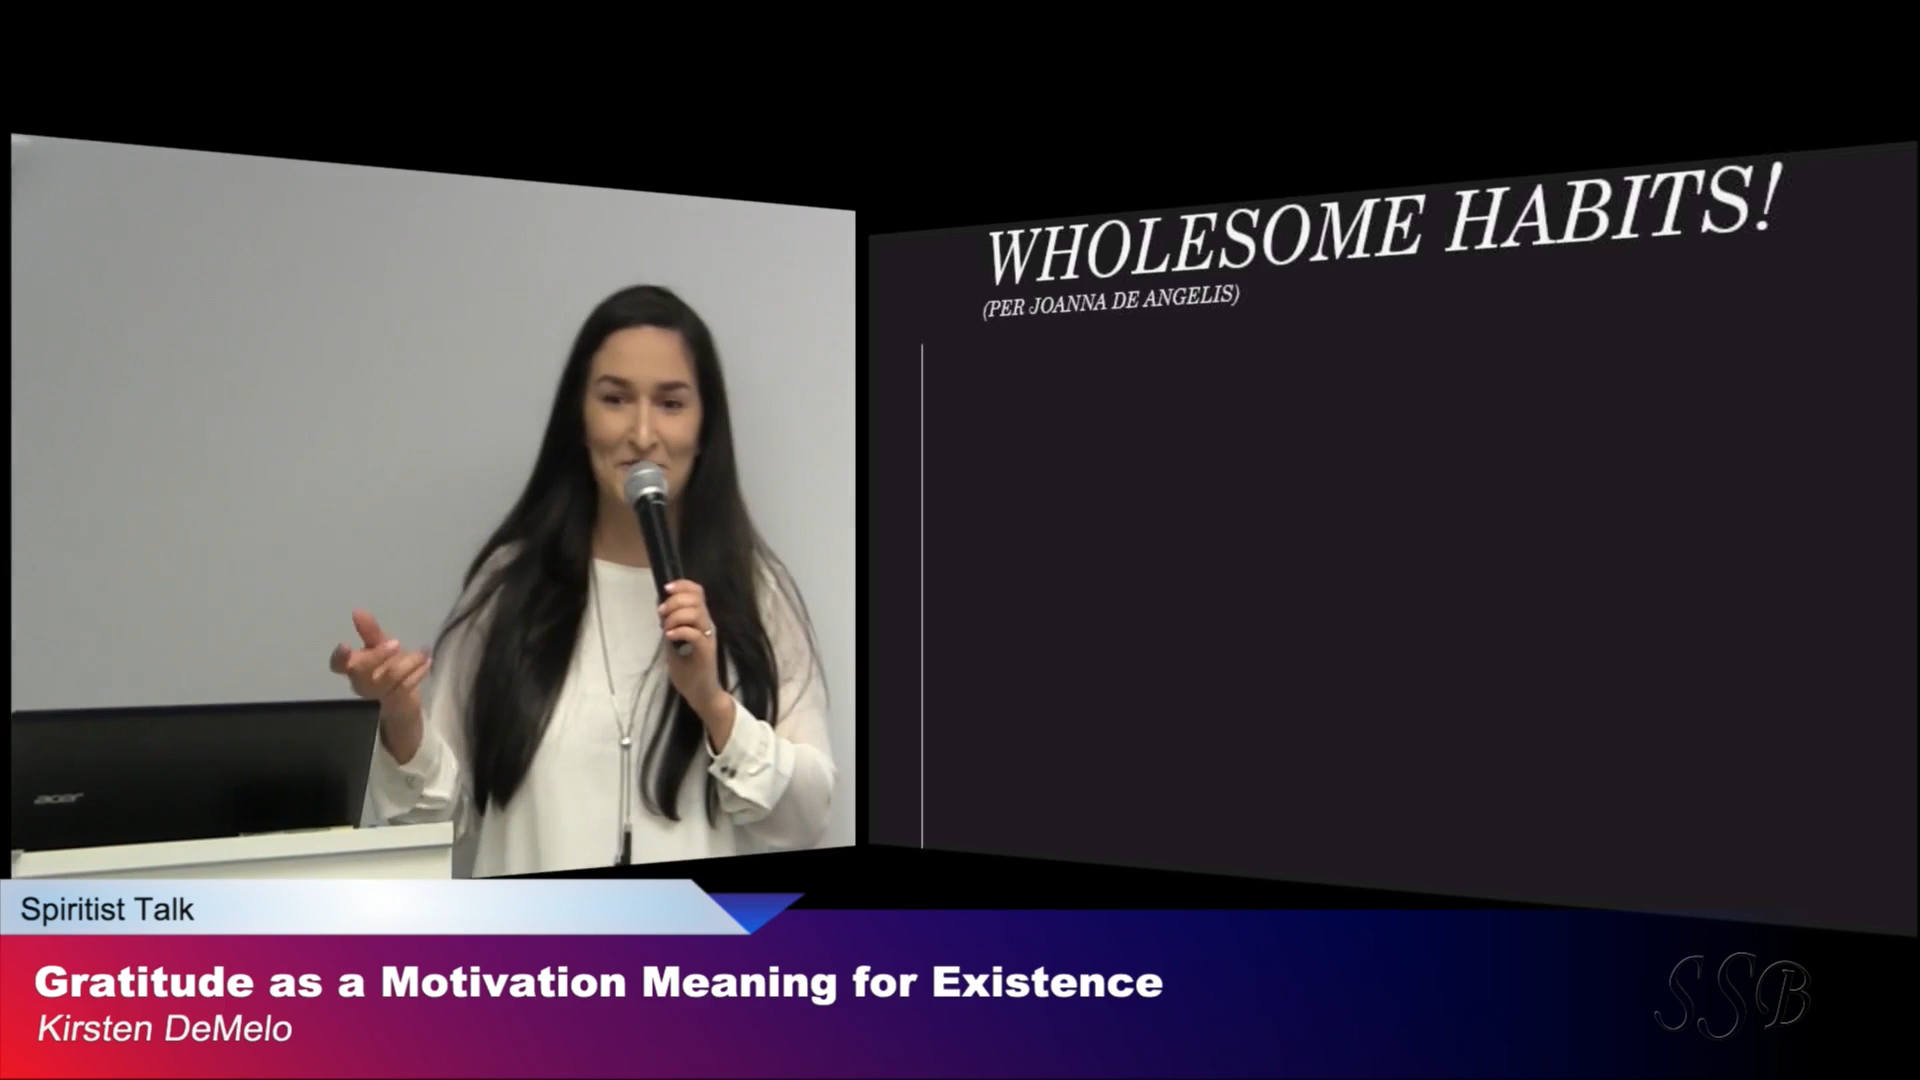 WHOLESOME HABITS!
(PER JOANNA DE ANGELIS)
acer
Spiritist Talk
Gratitude as a Motivation Meaning for Existence
Kirsten DeMelo
SSB